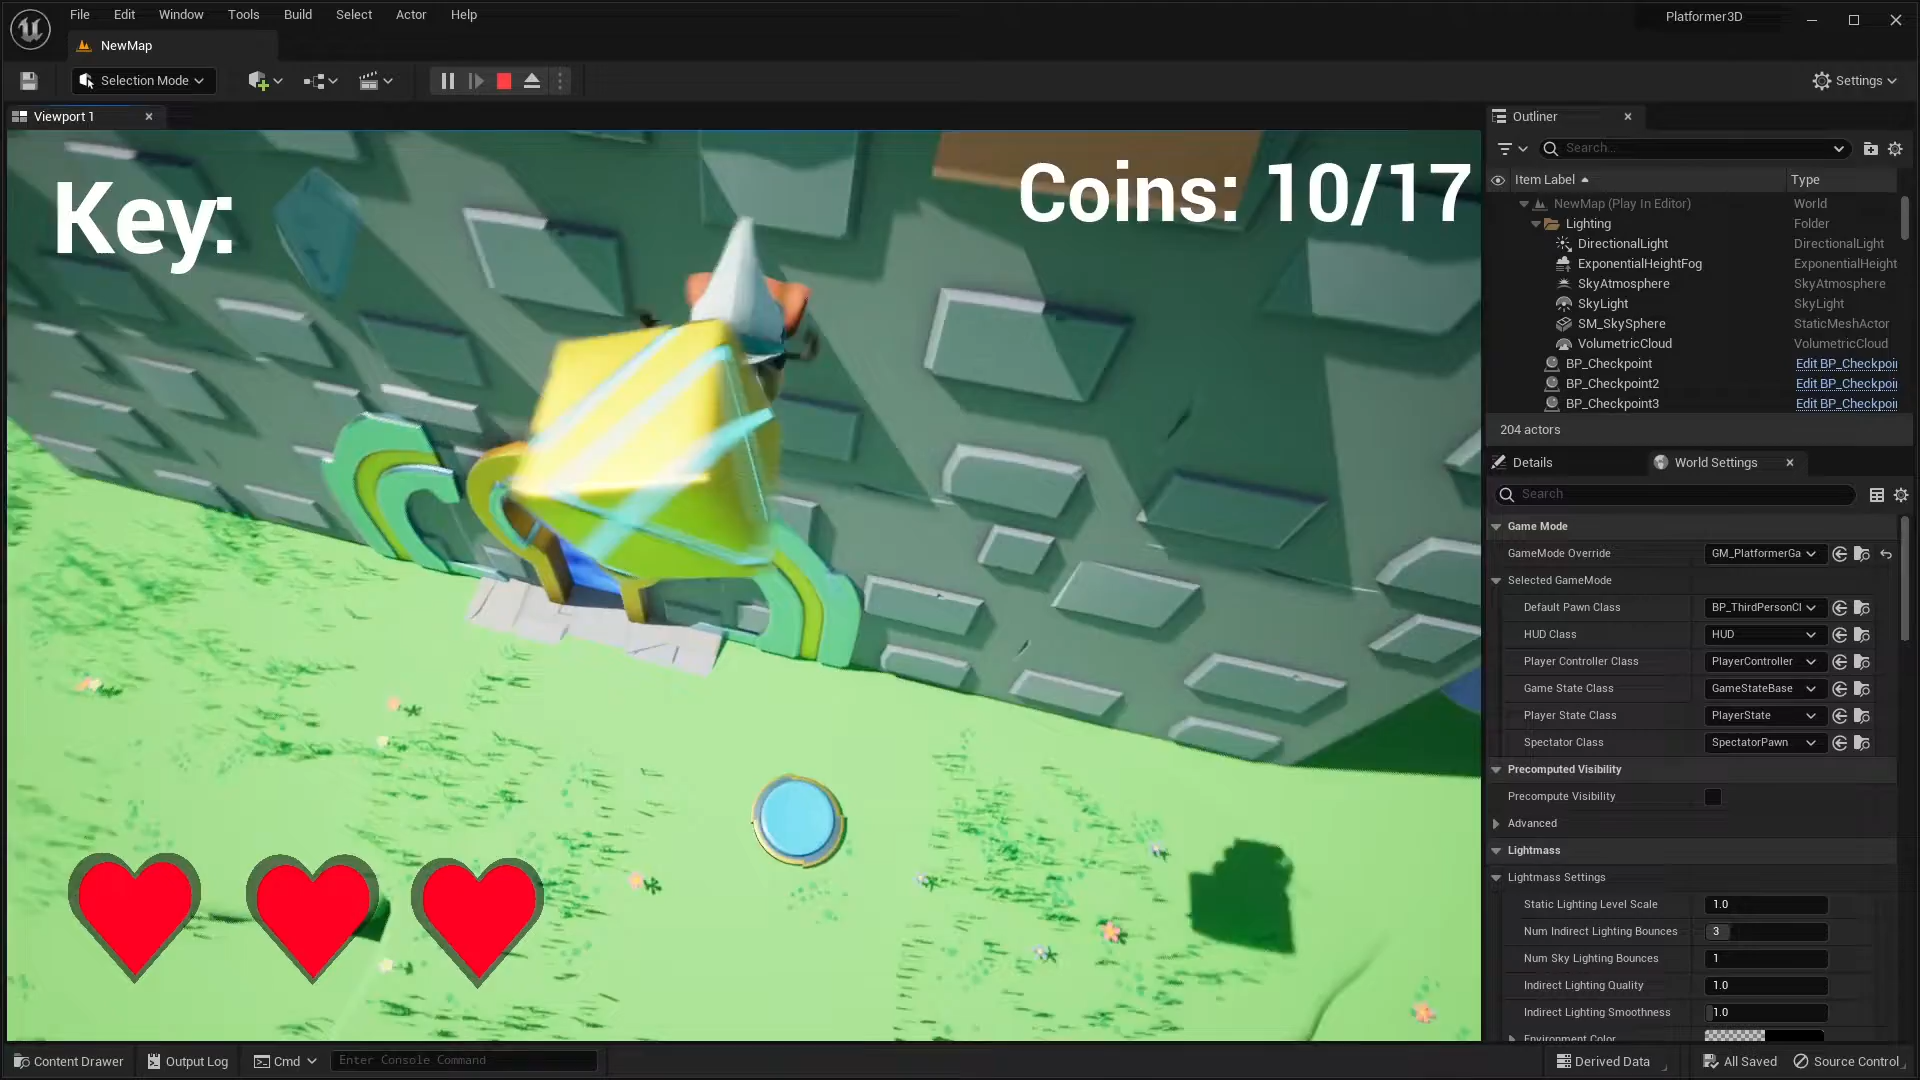 File Edit Window Tools Build Select Actor Help
Platformer3D
NewMap
Selection Mode
Settings
Viewport 1
Key:
Coins: 10/17
Outliner
Search...
Item Label Type
NewMap (Play In Editor) World
Lighting Folder
DirectionalLight DirectionalLight
ExponentialHeightFog ExponentialHeight
SkyAtmosphere SkyAtmosphere
SkyLight SkyLight
SM_SkySphere StaticMeshActor
VolumetricCloud VolumetricCloud
BP_Checkpoint Edit BP_Checkpoi
BP_Checkpoint2 Edit BP_Checkpoi
BP_Checkpoint3 Edit BP_Checkpoi
204 actors
Details World Settings
Search
Game Mode
GameMode Override GM_PlatformerGa
Selected GameMode
Default Pawn Class BP_ThirdPersonCl
HUD Class HUD
Player Controller Class PlayerController
Game State Class GameStateBase
Player State Class PlayerState
Spectator Class SpectatorPawn
Precomputed Visibility
Precompute Visibility
Advanced
Lightmass
Lightmass Settings
Static Lighting Level Scale 1.0
Num Indirect Lighting Bounces 3
Num Sky Lighting Bounces 1
Indirect Lighting Quality 1.0
Indirect Lighting Smoothness 1.0
Environment Color
Content Drawer Output Log Cmd Enter Console Command Derived Data All Saved Source Control